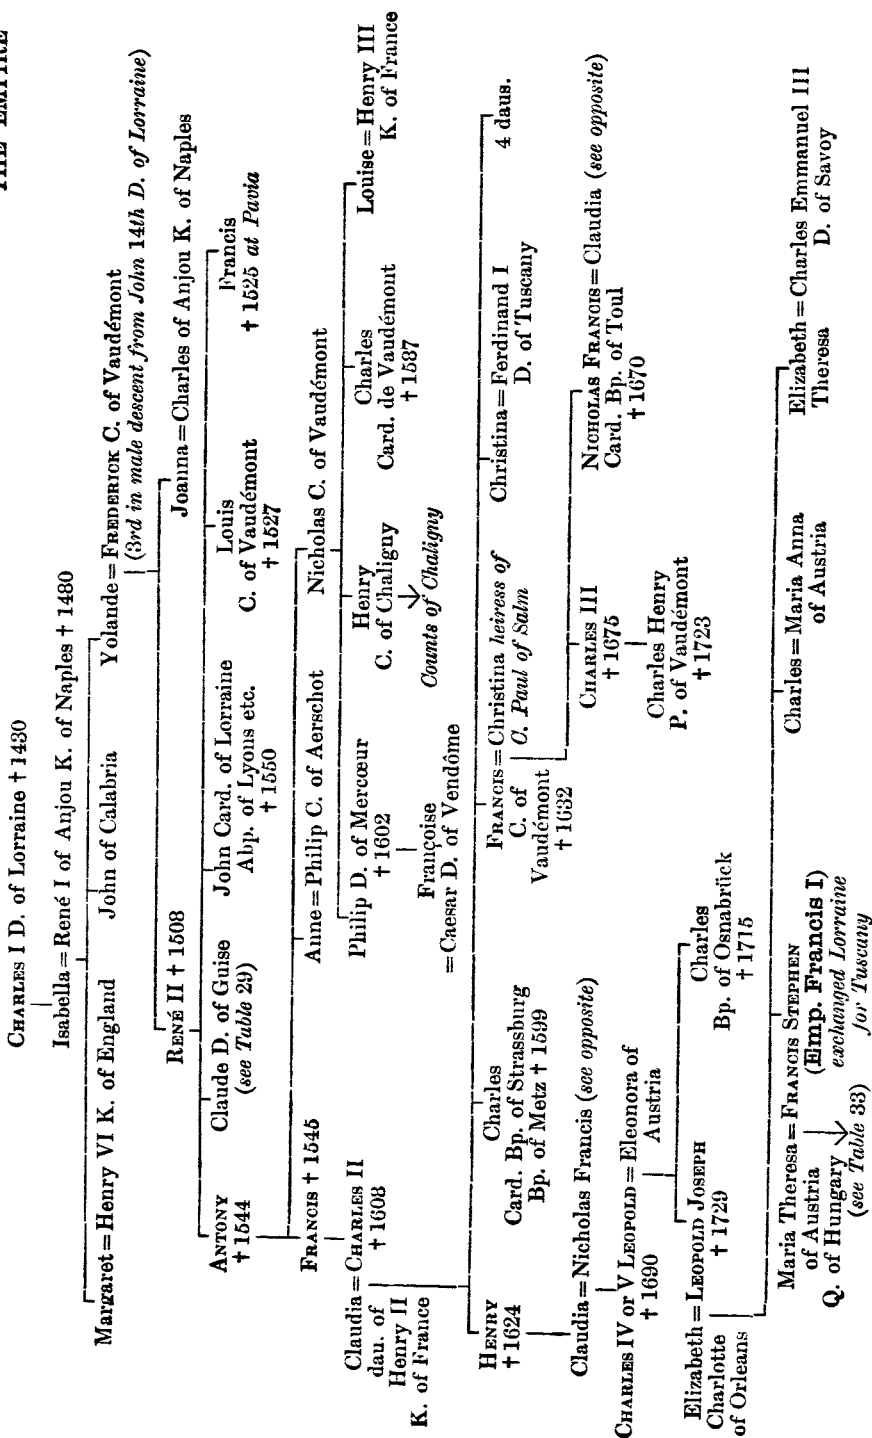 THE EMPIRE
CHARLES I D. of Lorraine † 1430
Isabella = René I of Anjou K. of Naples † 1480
Margaret = Henry VI K. of England
John of Calabria
Yolande = FREDERICK C. of Vaudémont
(3rd in male descent from John 14th D. of Lorraine)
RENÉ II † 1508
Joanna = Charles of Anjou K. of Naples
ANTONY
† 1544
Claude D. of Guise
(see Table 29)
John Card. of Lorraine
Abp. of Lyons etc.
† 1550
Louis
C. of Vaudémont
† 1527
Francis
† 1525 at Pavia
FRANCIS † 1545
Anne = Philip C. of Aerschot
Nicholas C. of Vaudémont
Claudia = CHARLES II
dau. of † 1608
Henry II
K. of France
Philip D. of Mercœur
† 1602
Françoise
= Caesar D. of Vendôme
Henry
C. of Chaligny
Counts of Chaligny
Charles
Card. de Vaudémont
† 1587
Louise = Henry III
K. of France
HENRY
† 1624
Charles
Card. Bp. of Strassburg
Bp. of Metz † 1599
FRANCIS = Christina heiress of
C. of C. Paul of Salm
Vaudémont
† 1632
Christina = Ferdinand I
D. of Tuscany
4 daus.
Claudia = Nicholas Francis (see opposite)
CHARLES III
† 1675
Charles Henry
P. of Vaudémont
† 1723
NICHOLAS FRANCIS = Claudia (see opposite)
Card. Bp. of Toul
† 1670
CHARLES IV or V LEOPOLD = Eleonora of
† 1690 Austria
Elizabeth = LEOPOLD JOSEPH
Charlotte † 1729
of Orleans
Charles
Bp. of Osnabrück
† 1715
Maria Theresa = FRANCIS STEPHEN
of Austria (Emp. Francis I)
Q. of Hungary exchanged Lorraine
(see Table 33) for Tuscany
Charles = Maria Anna
of Austria
Elizabeth = Charles Emmanuel III
Theresa D. of Savoy